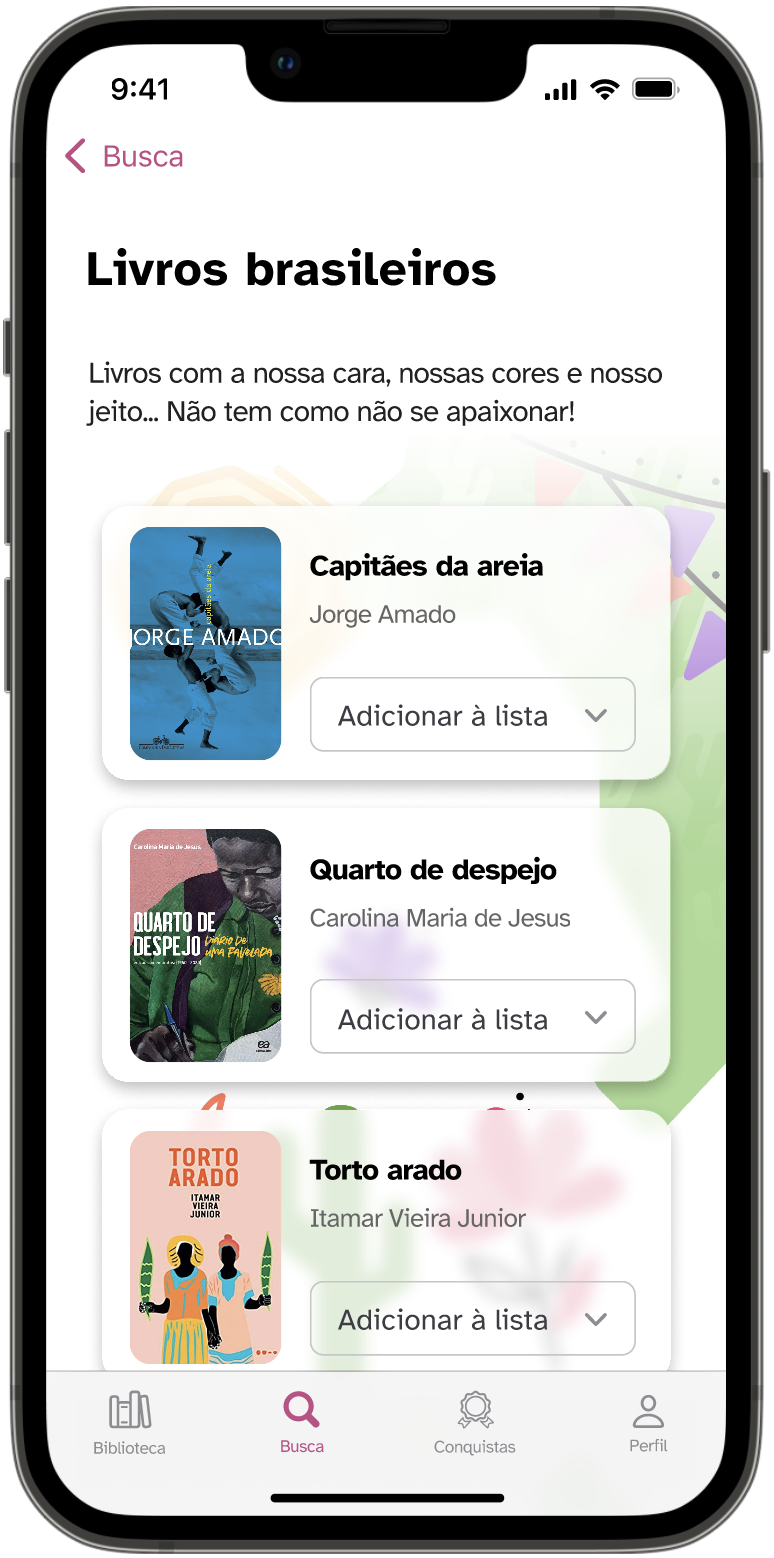 9:41
Busca
Livros brasileiros
Livros com a nossa cara, nossas cores e nosso
jeito... Não tem como não se apaixonar!
capitães da areia
JORGE AMADO
Capitães da areia
Jorge Amado
Adicionar à lista
Carolina Maria de Jesus
QUARTO DE
DESPEJO
DIÁRIO DE
UMA FAVELADA
Quarto de despejo
Carolina Maria de Jesus
Adicionar à lista
TORTO
ARADO
ITAMAR
VIEIRA
JUNIOR
Torto arado
Itamar Vieira Junior
Adicionar à lista
Biblioteca
Busca
Conquistas
Perfil